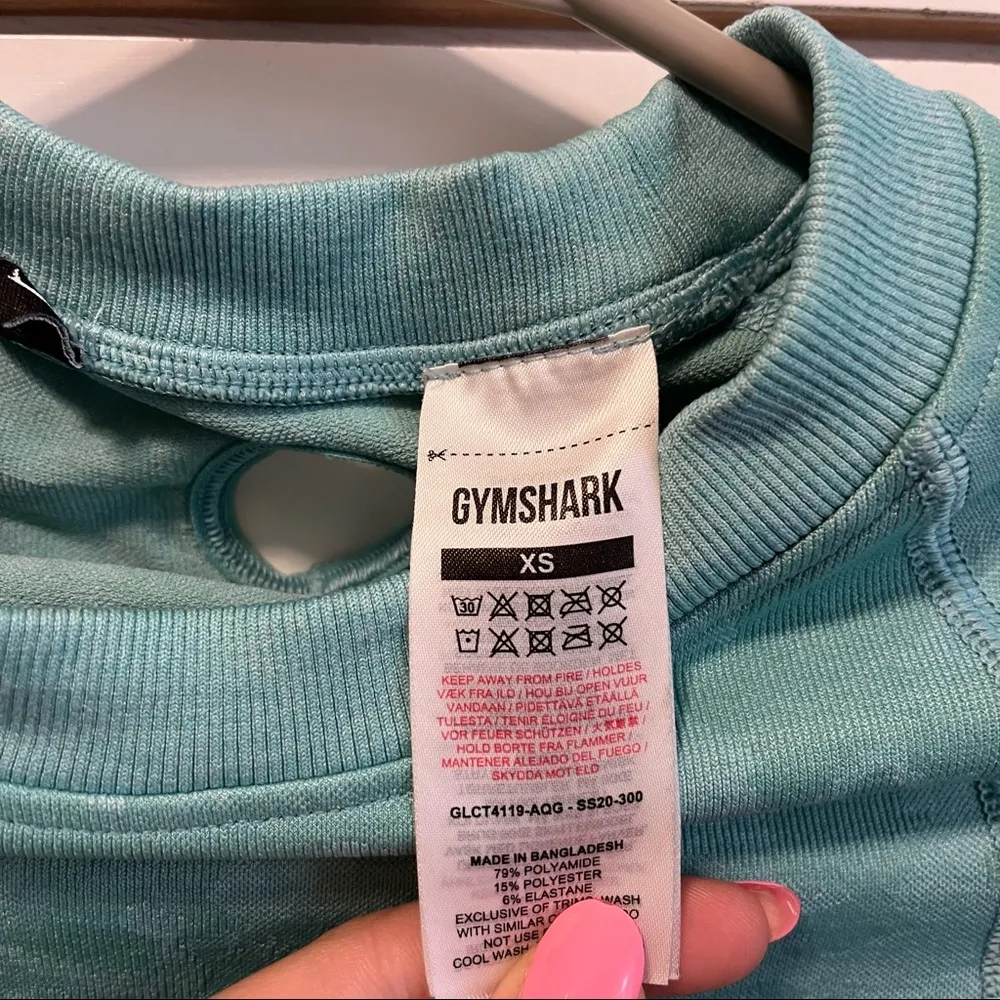 GYMSHARK
XS
30
KEEP AWAY FROM FIRE / HOLDES
VÆK FRA ILD / HOU BIJ OPEN VUUR
VANDAAN / PIDETTÄVÄ ETÄÄLLÄ
TULESTA / TENIR ÉLOIGNÉ DU FEU /
VOR FEUER SCHÜTZEN / 火気厳禁 /
HOLD BORTE FRA FLAMMER /
MANTENER ALEJADO DEL FUEGO /
SKYDDA MOT ELD
GLCT4119-AQG - SS20-300
MADE IN BANGLADESH
79% POLYAMIDE
15% POLYESTER
6% ELASTANE
EXCLUSIVE OF TRIMS. WASH
WITH SIMILAR
NOT USE
COOL WASH